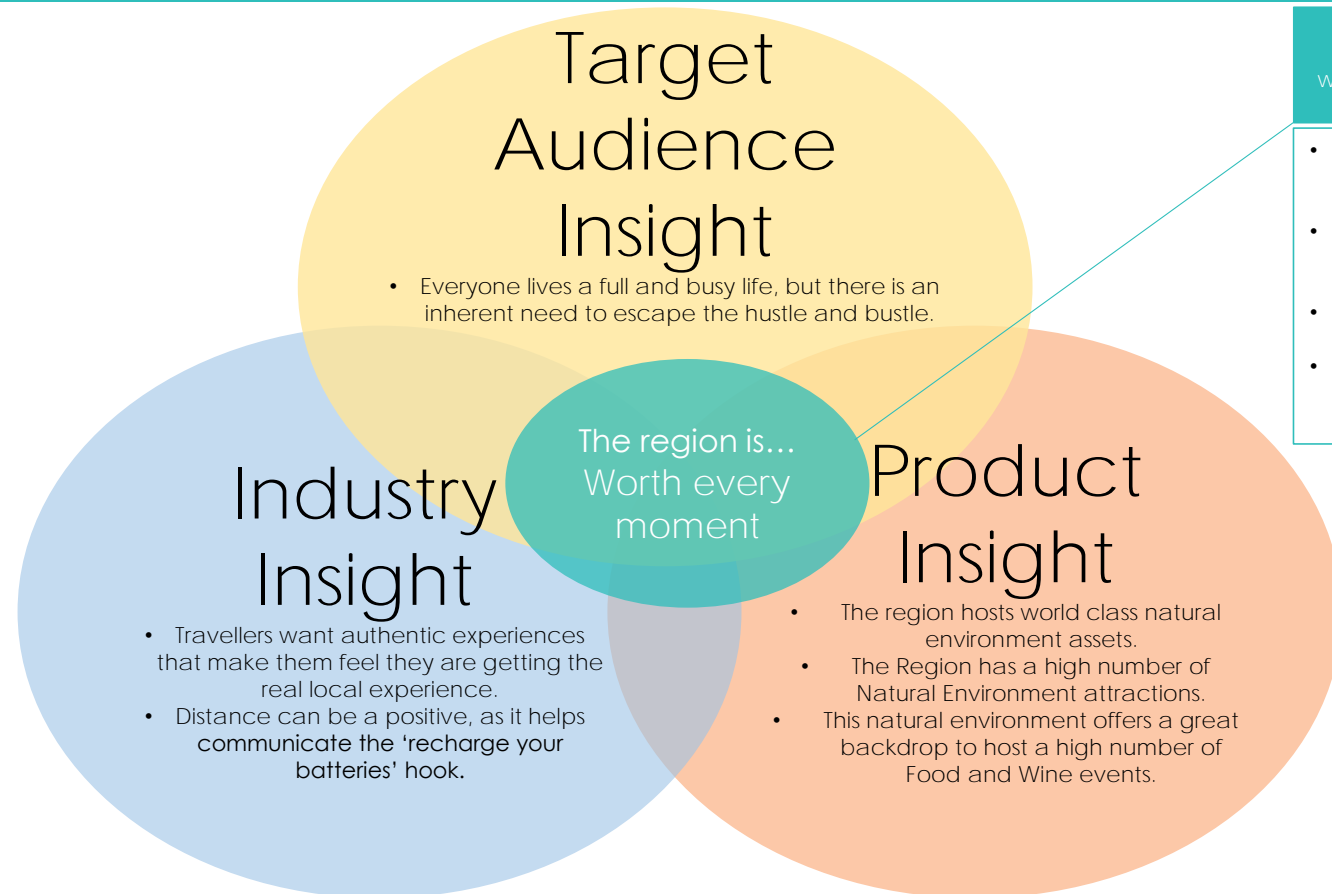 Target
Audience
Insight
• Everyone lives a full and busy life, but there is an
inherent need to escape the hustle and bustle.
The region is...
Worth every
moment
Industry
Insight
• Travellers want authentic experiences
that make them feel they are getting the
real local experience.
• Distance can be a positive, as it helps
communicate the ‘recharge your
batteries’ hook.
Product
Insight
• The region hosts world class natural
environment assets.
• The Region has a high number of
Natural Environment attractions.
• This natural environment offers a great
backdrop to host a high number of
Food and Wine events.